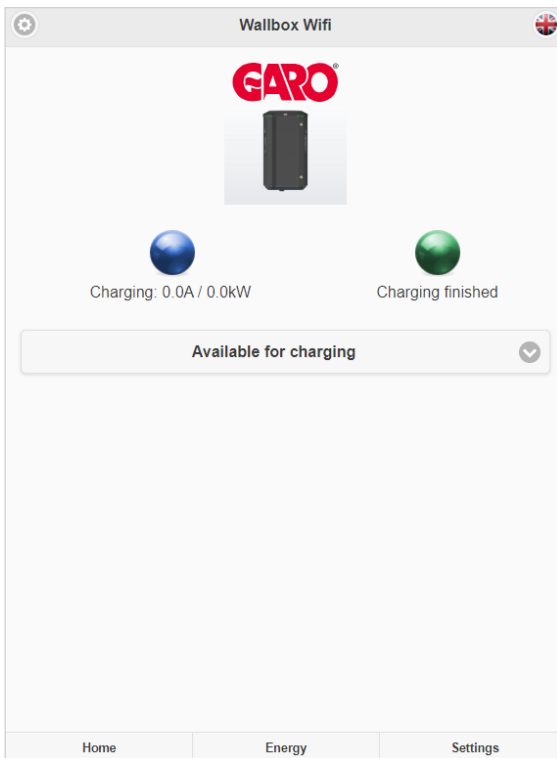 Wallbox Wifi
GARO®
Charging: 0.0A / 0.0kW
Charging finished
Available for charging
Home
Energy
Settings